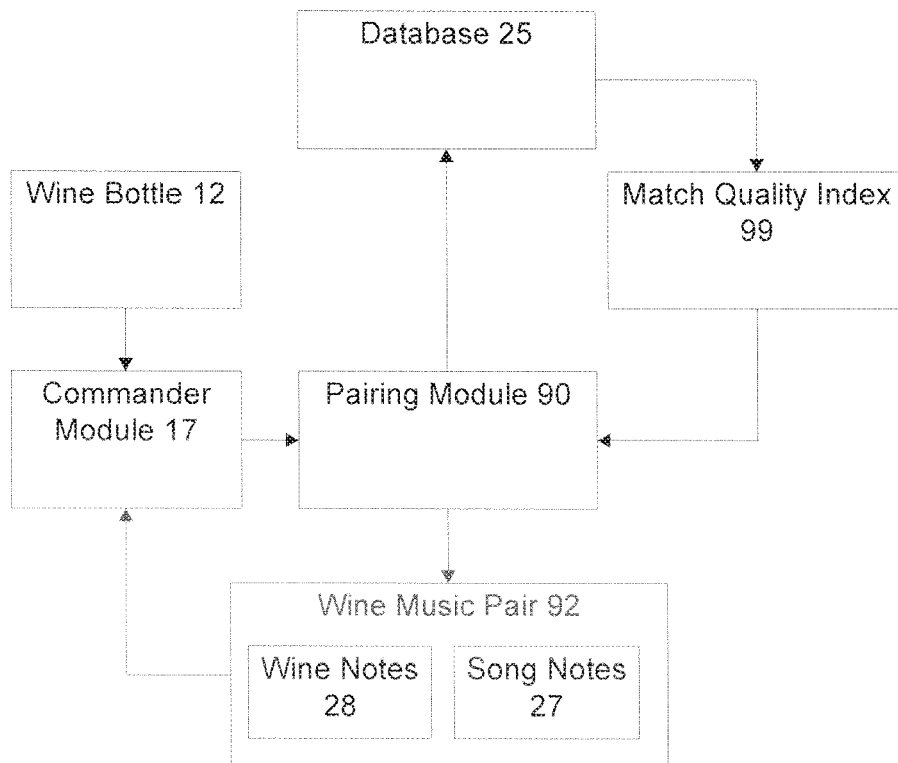 Database 25
Wine Bottle 12
Match Quality Index
99
Commander
Module 17
Pairing Module 90
Wine Music Pair 92
Wine Notes
28
Song Notes
27